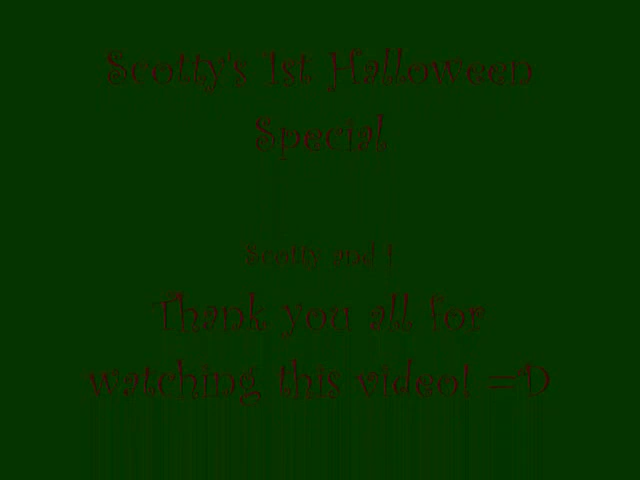 Scotty's 1st Halloween
Special
Scotty and I
Thank you all for
watching this video! =D